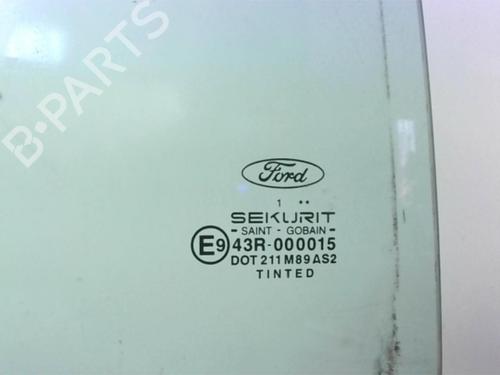 B-PARTS
Ford
1 ··
SEKURIT
SAINT - GOBAIN
E9 43R-000015
DOT 211 M89 AS2
TINTED